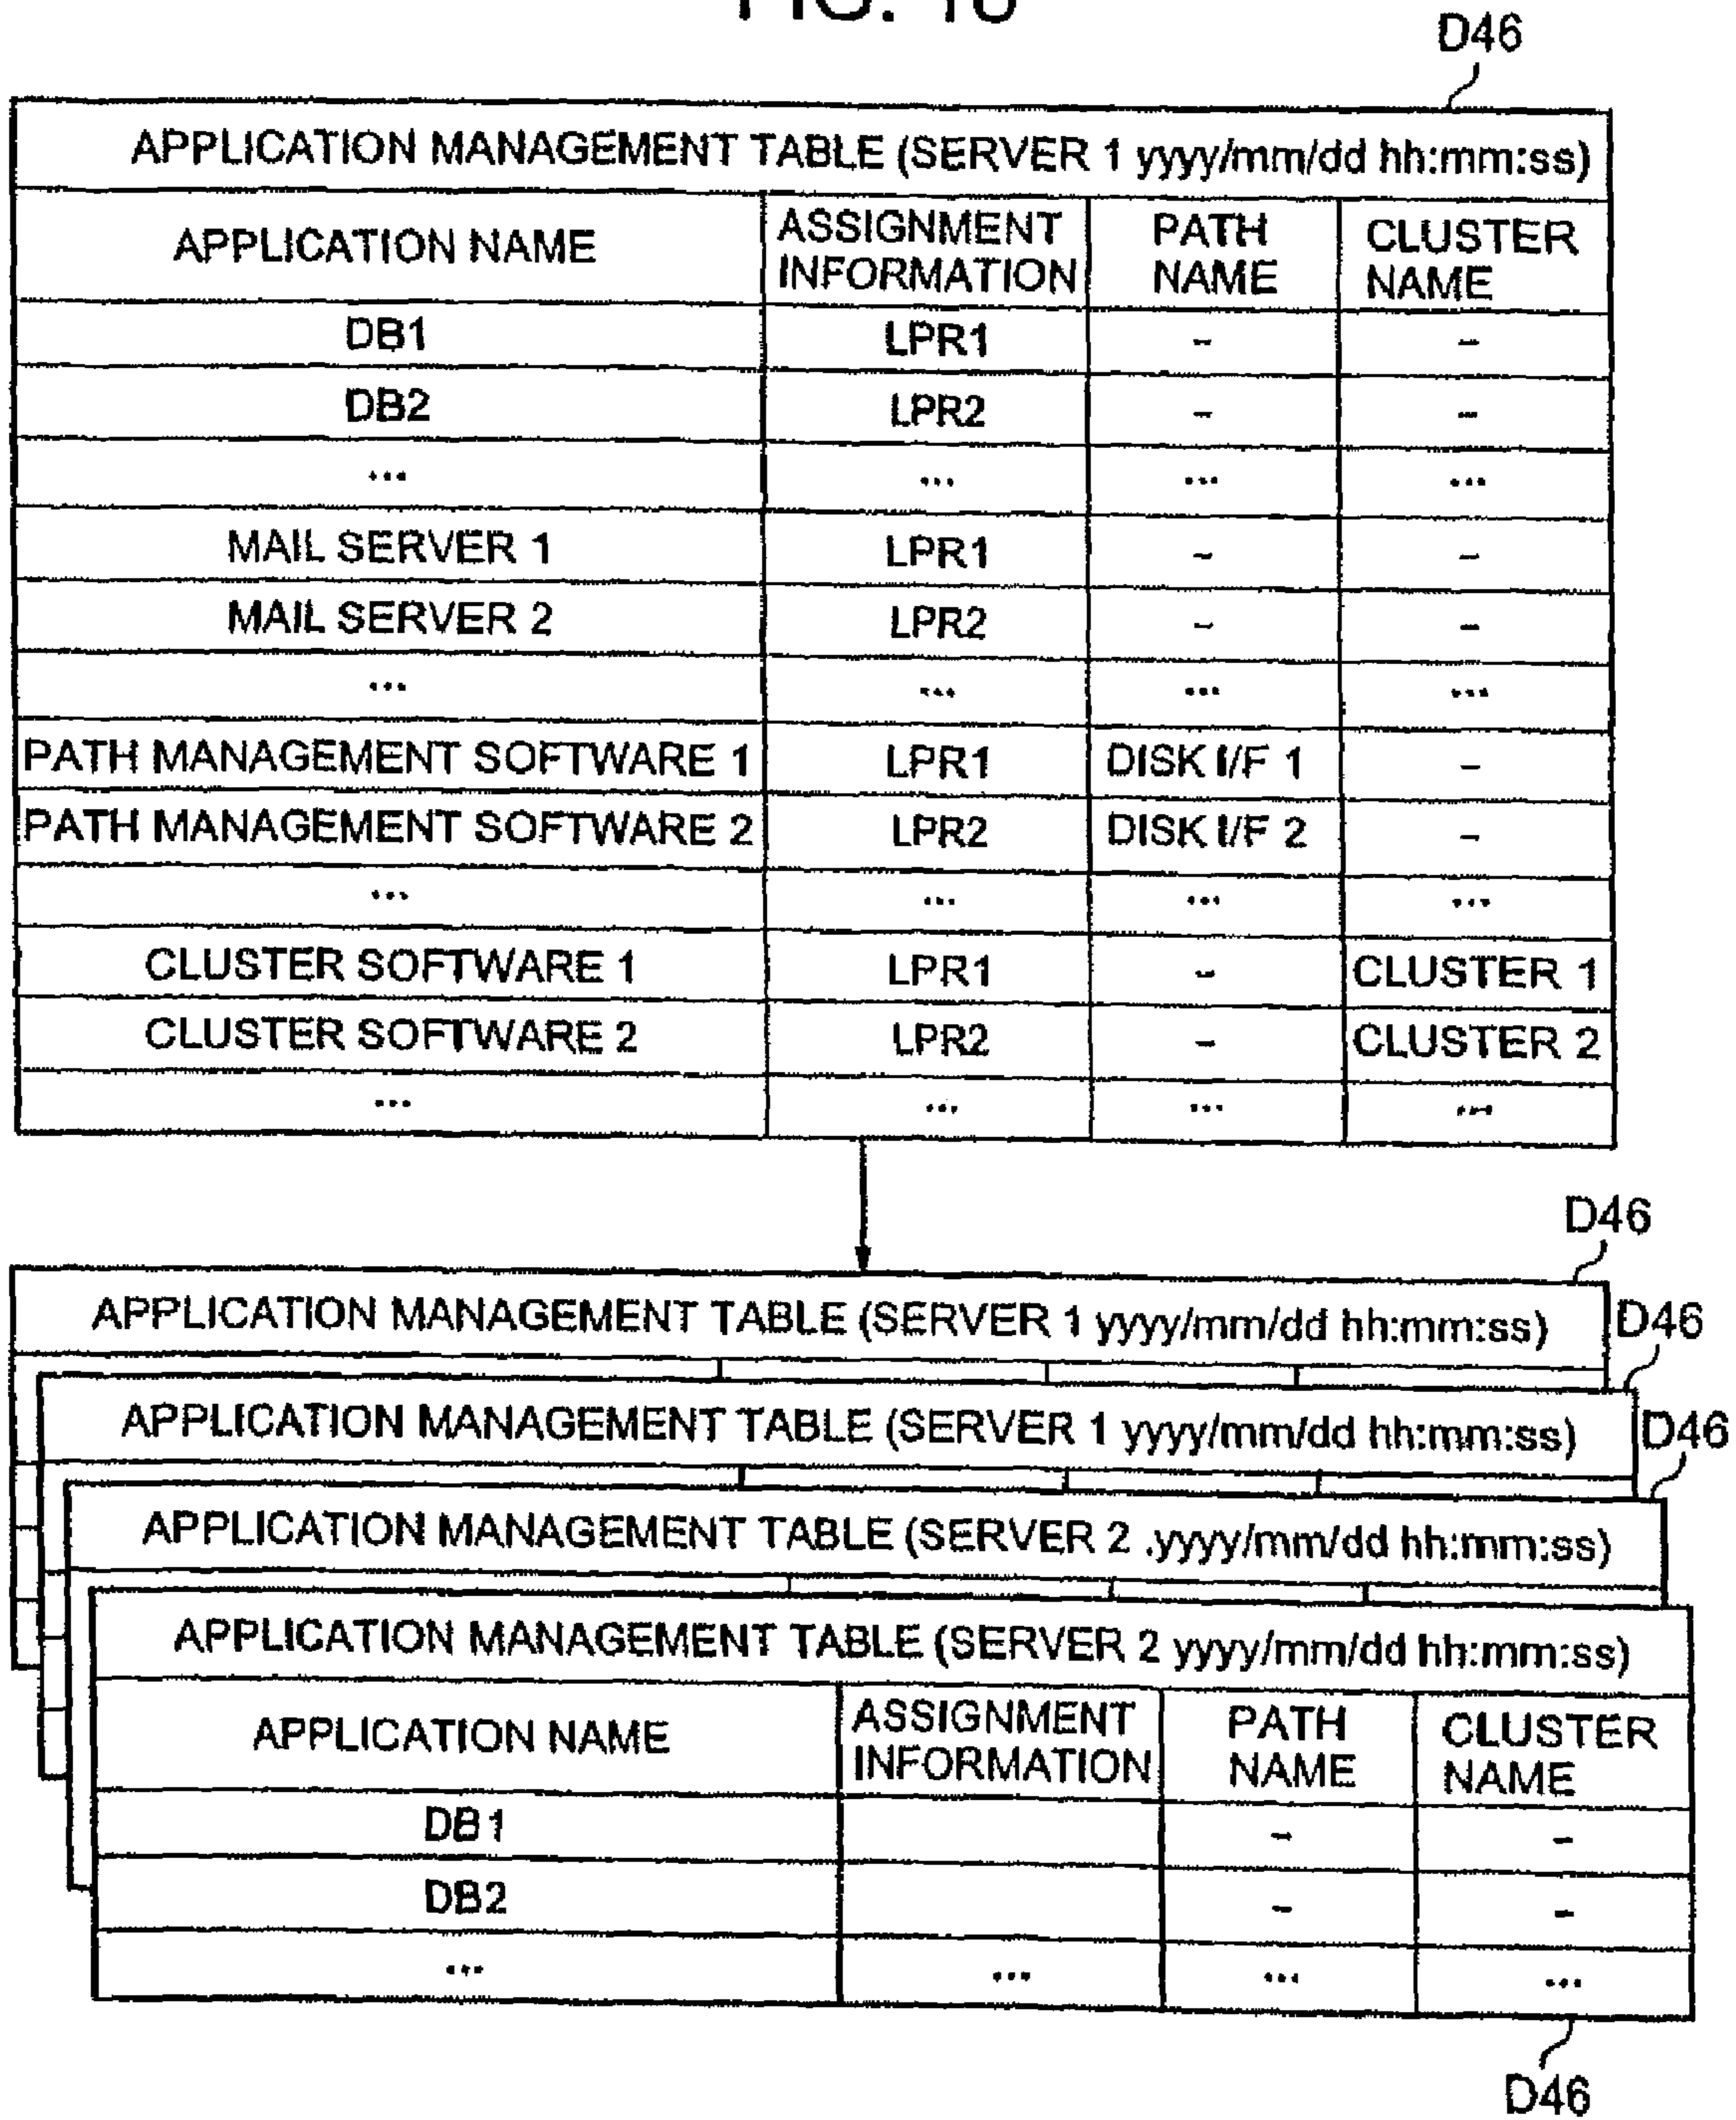 D46
APPLICATION MANAGEMENT TABLE (SERVER 1 yyyy/mm/dd hh:mm:ss)
APPLICATION NAME ASSIGNMENT INFORMATION PATH NAME CLUSTER NAME
DB1 LPR1 - -
DB2 LPR2 - -
... ... ... ...
MAIL SERVER 1 LPR1 - -
MAIL SERVER 2 LPR2 - -
... ... ... ...
PATH MANAGEMENT SOFTWARE 1 LPR1 DISK I/F 1 -
PATH MANAGEMENT SOFTWARE 2 LPR2 DISK I/F 2 -
... ... ... ...
CLUSTER SOFTWARE 1 LPR1 - CLUSTER 1
CLUSTER SOFTWARE 2 LPR2 - CLUSTER 2
... ... ... ...
D46
APPLICATION MANAGEMENT TABLE (SERVER 1 yyyy/mm/dd hh:mm:ss)
D46
APPLICATION MANAGEMENT TABLE (SERVER 1 yyyy/mm/dd hh:mm:ss)
D46
APPLICATION MANAGEMENT TABLE (SERVER 2 .yyyy/mm/dd hh:mm:ss)
APPLICATION MANAGEMENT TABLE (SERVER 2 yyyy/mm/dd hh:mm:ss)
APPLICATION NAME ASSIGNMENT INFORMATION PATH NAME CLUSTER NAME
DB1 - -
DB2 - -
... ... ... ...
D46